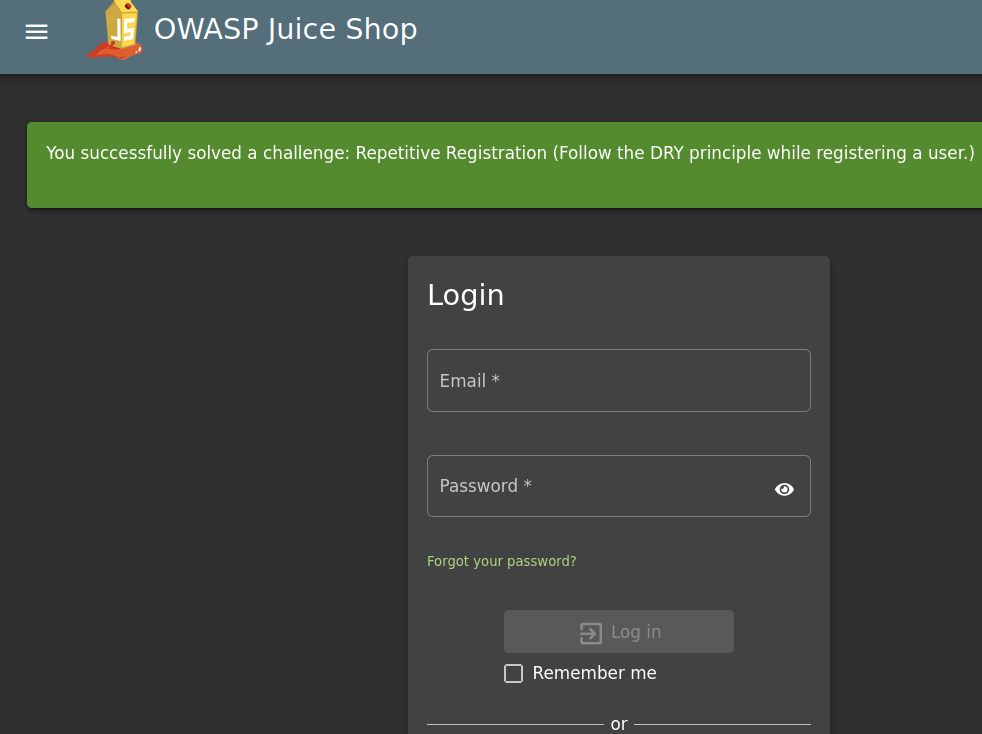 OWASP Juice Shop
You successfully solved a challenge: Repetitive Registration (Follow the DRY principle while registering a user.)
Login
Email *
Password *
Forgot your password?
Log in
Remember me
or